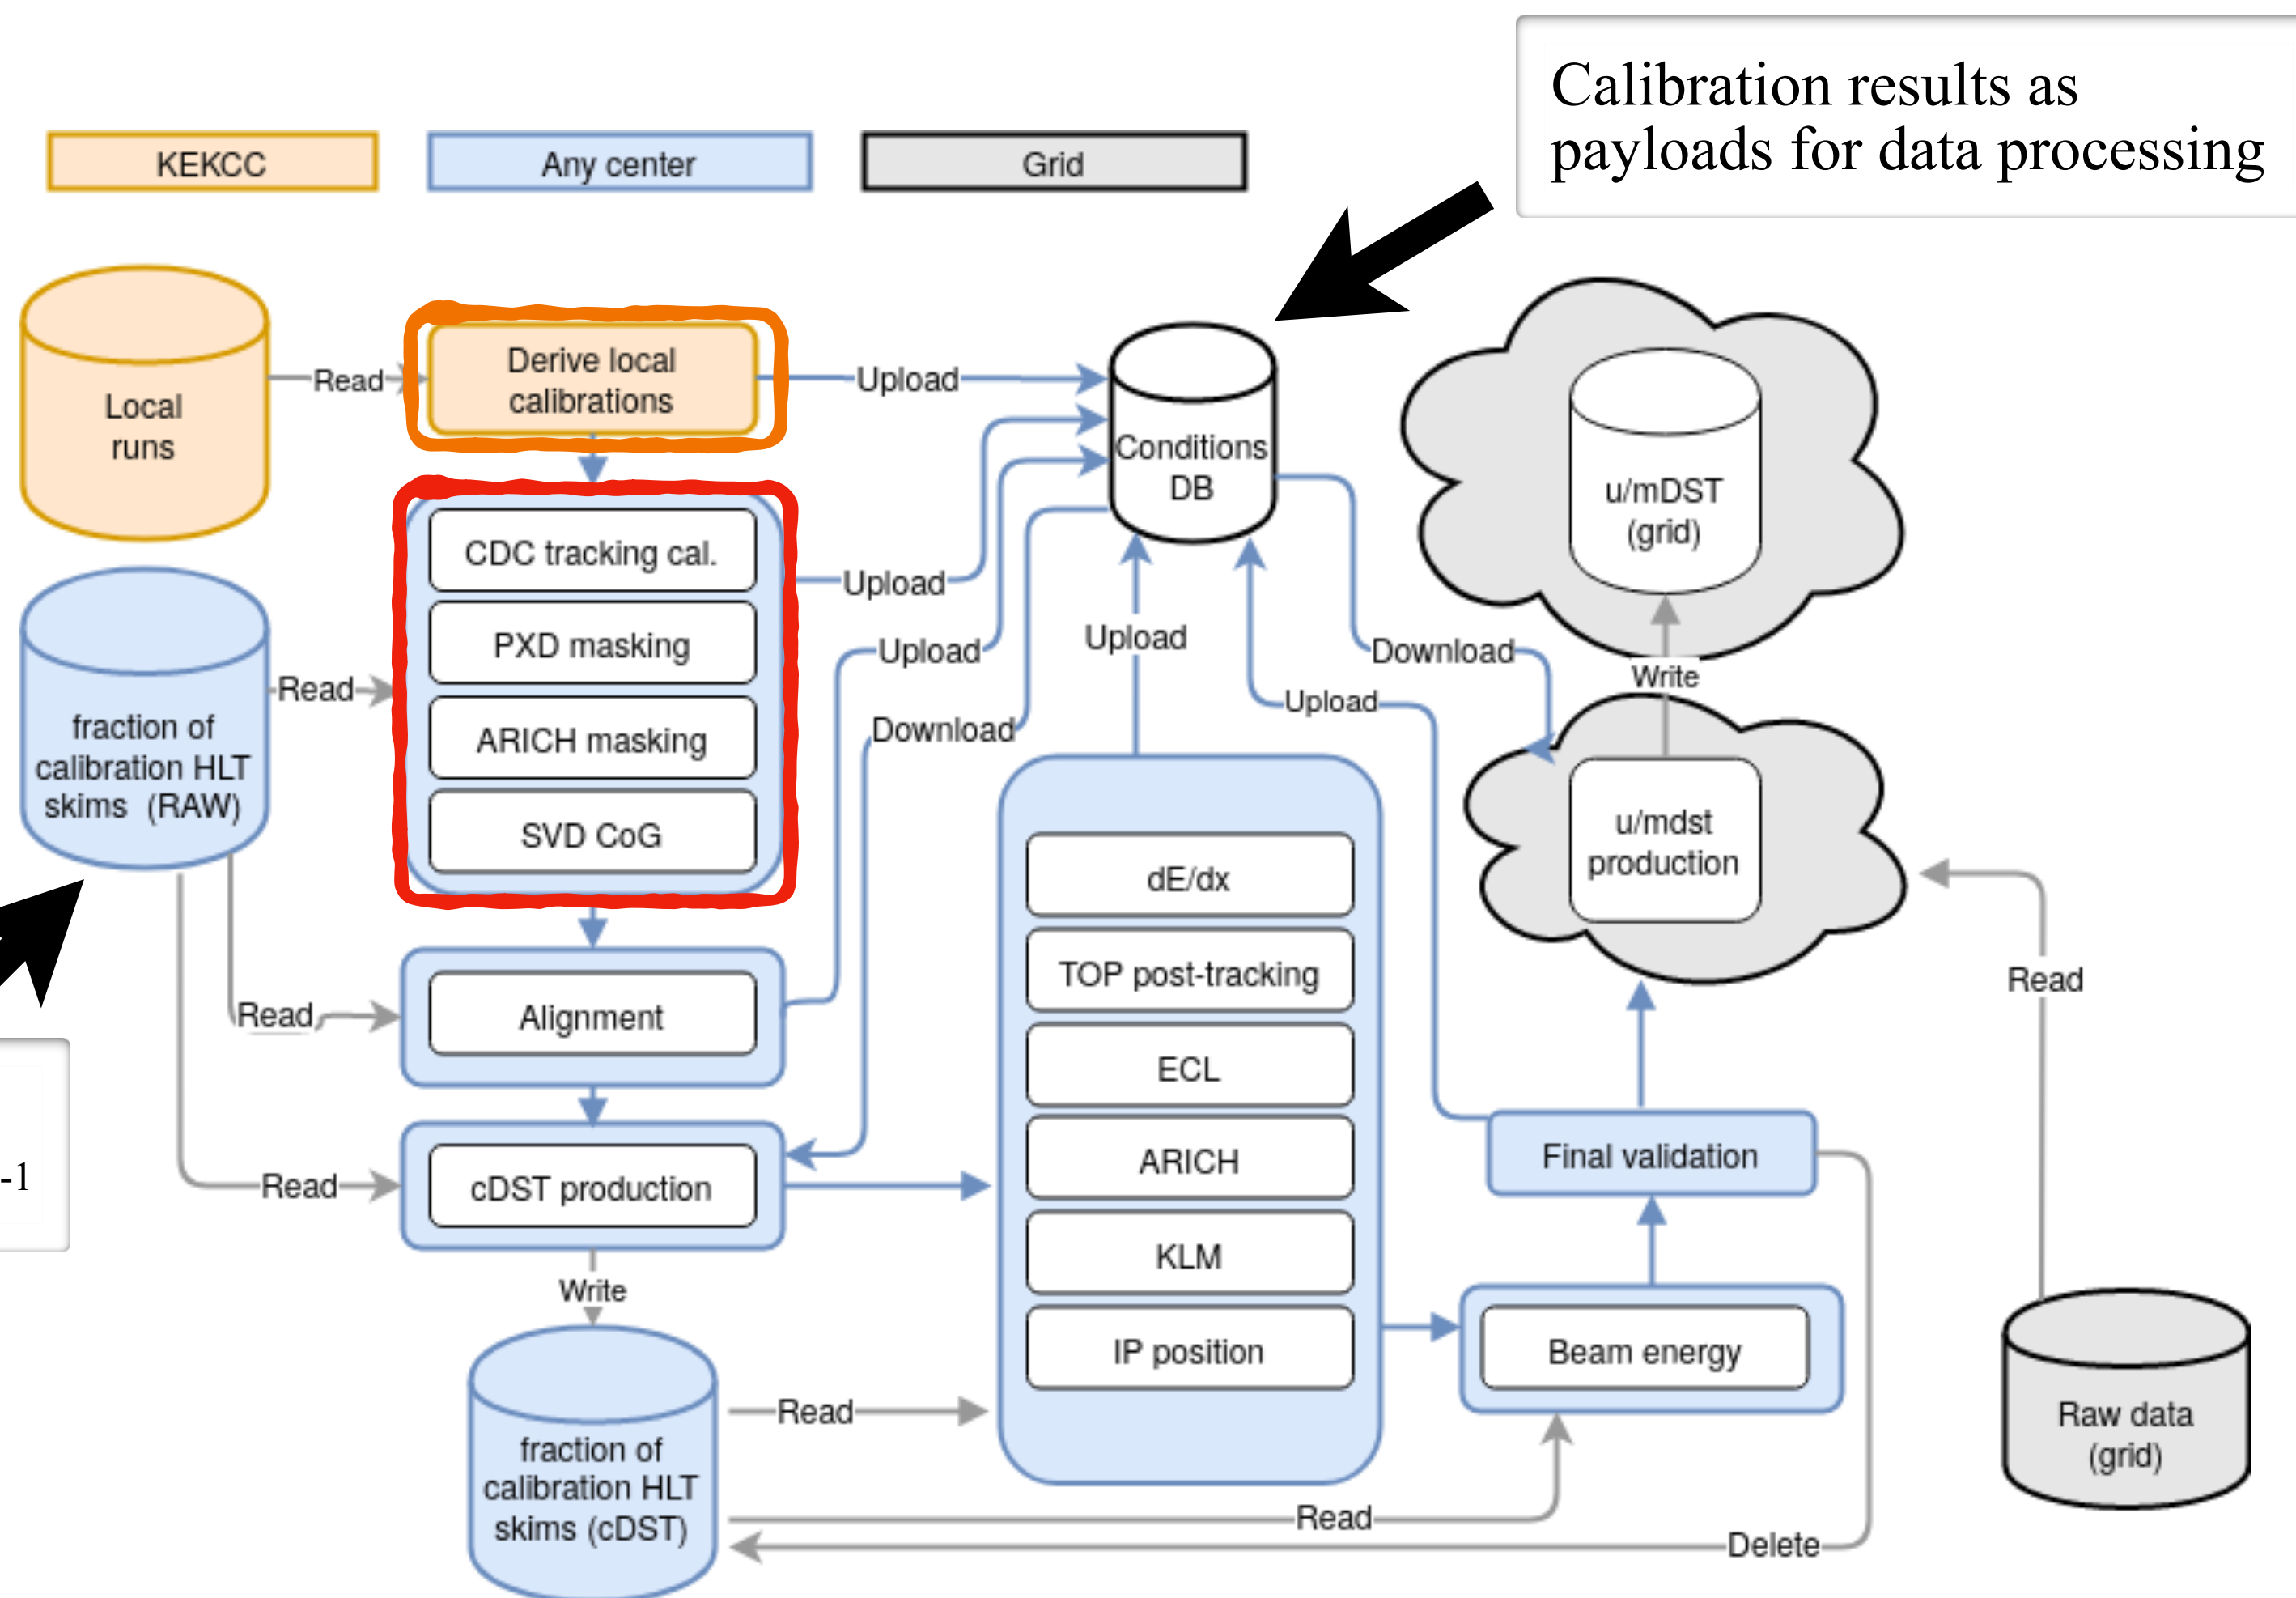 Calibration results as
payloads for data processing
KEKCC
Any center
Grid
Local
runs
Read
Derive local
calibrations
Upload
Conditions
DB
u/mDST
(grid)
CDC tracking cal.
PXD masking
ARICH masking
SVD CoG
Upload
Upload
Download
Upload
Upload
Download
Write
fraction of
calibration HLT
skims (RAW)
Read
u/mdst
production
dE/dx
TOP post-tracking
ECL
ARICH
KLM
IP position
Read
Alignment
Read
Read
cDST production
Final validation
-1
Write
Beam energy
fraction of
calibration HLT
skims (cDST)
Read
Read
Delete
Raw data
(grid)